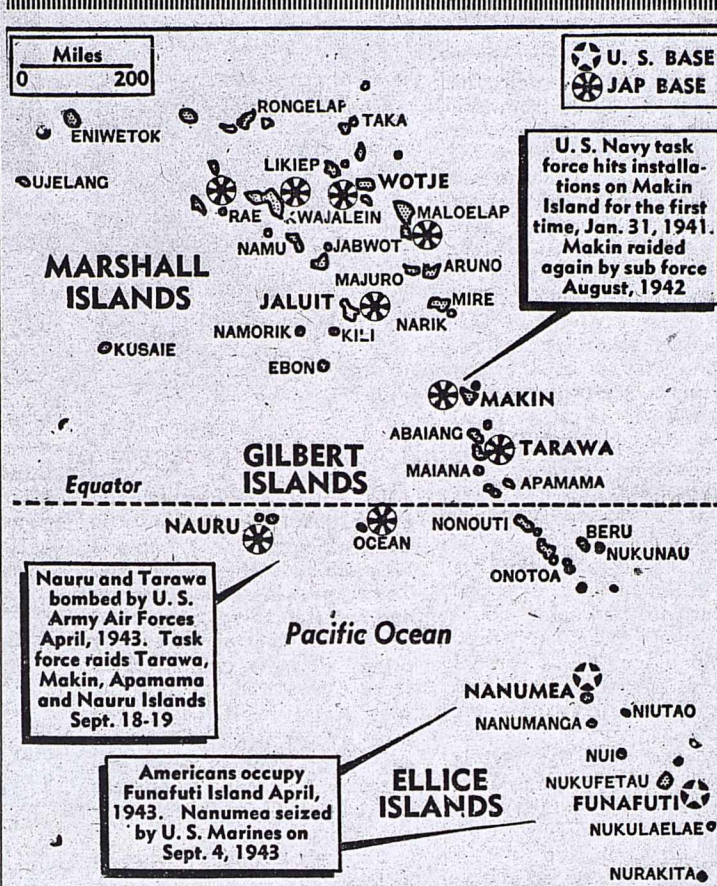 Miles
0 200
U. S. BASE
JAP BASE
RONGELAP
TAKA
ENIWETOK
UJELANG
LIKIEP
WOTJE
RAE
KWAJALEIN
MALOELAP
NAMU
JABWOT
MAJURO
ARUNO
MARSHALL
ISLANDS
JALUIT
MIRE
NARIK
NAMORIK
KILI
KUSAIE
EBON
U. S. Navy task
force hits installa-
tions on Makin
Island for the first
time, Jan. 31, 1941.
Makin raided
again by sub force
August, 1942
MAKIN
ABAIANG
TARAWA
GILBERT
ISLANDS
MAIANA
APAMAMA
Equator
NAURU
OCEAN
NONOUTI
BERU
NUKUNAU
ONOTOA
Nauru and Tarawa
bombed by U. S.
Army Air Forces
April, 1943. Task
force raids Tarawa,
Makin, Apamama
and Nauru Islands
Sept. 18-19
Pacific Ocean
NANUMEA
NIUTAO
NANUMANGA
NUI
Americans occupy
Funafuti Island April,
1943. Nanumea seized
by U. S. Marines on
Sept. 4, 1943
ELLICE
ISLANDS
NUKUFETAU
FUNAFUTI
NUKULAELAE
NURAKITA